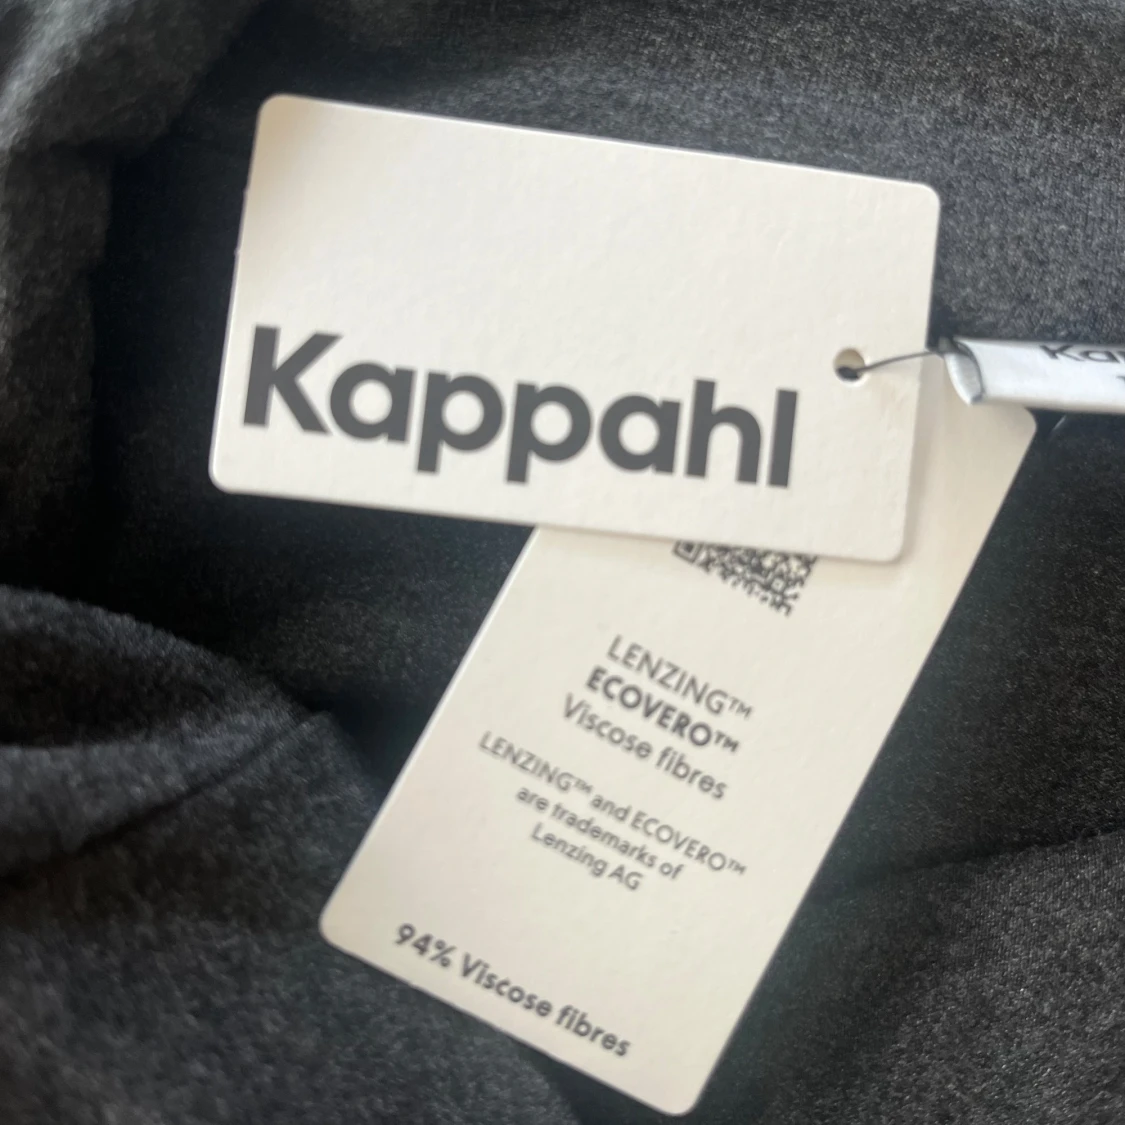 Kappahl
LENZING™
ECOVERO™
Viscose fibres
LENZING™ and ECOVERO™
are trademarks of
Lenzing AG
94% Viscose fibres